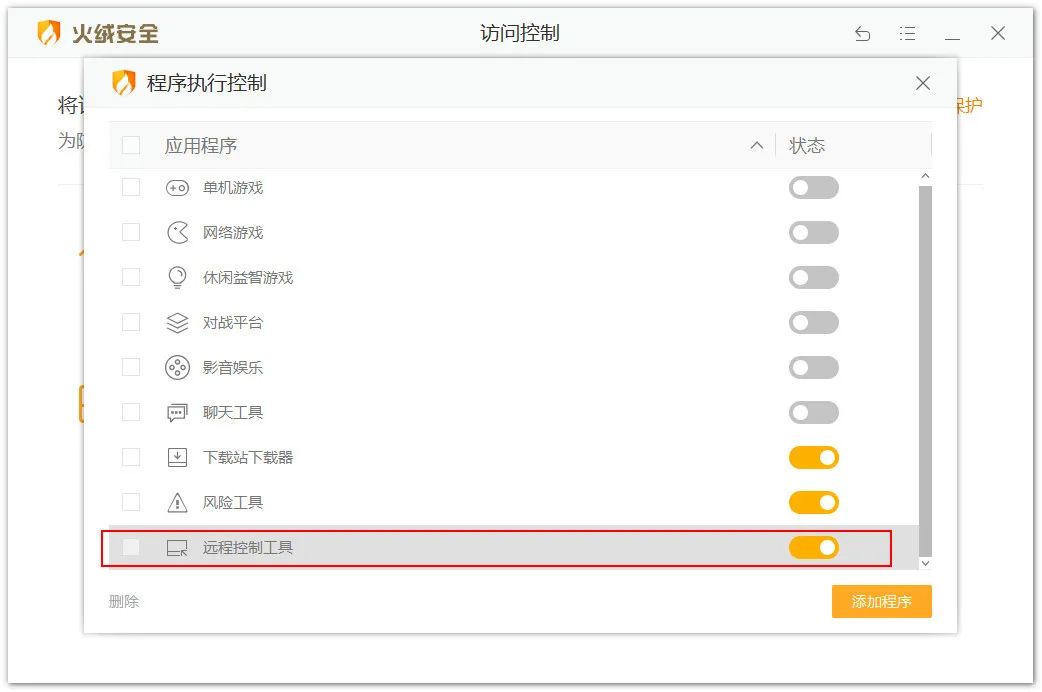 火绒安全
访问控制
程序执行控制
将
保护
为
应用程序
状态
单机游戏
网络游戏
休闲益智游戏
对战平台
影音娱乐
聊天工具
下载站下载器
风险工具
远程控制工具
删除
添加程序